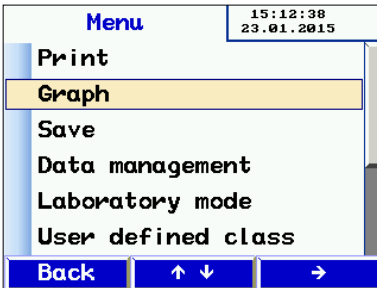 Menu
15:12:38
23.01.2015
Print
Graph
Save
Data management
Laboratory mode
User defined class
Back ↑ ↓ →